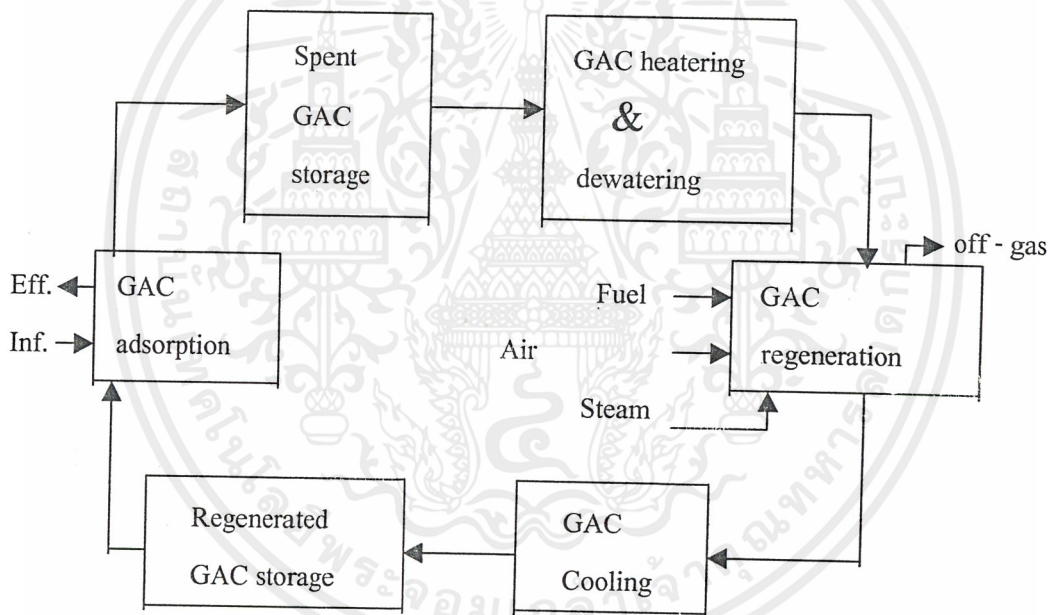 Spent
GAC
storage
GAC heatering
&
dewatering
off - gas
Eff.
Inf.
GAC
adsorption
Fuel
Air
Steam
GAC
regeneration
Regenerated
GAC storage
GAC
Cooling